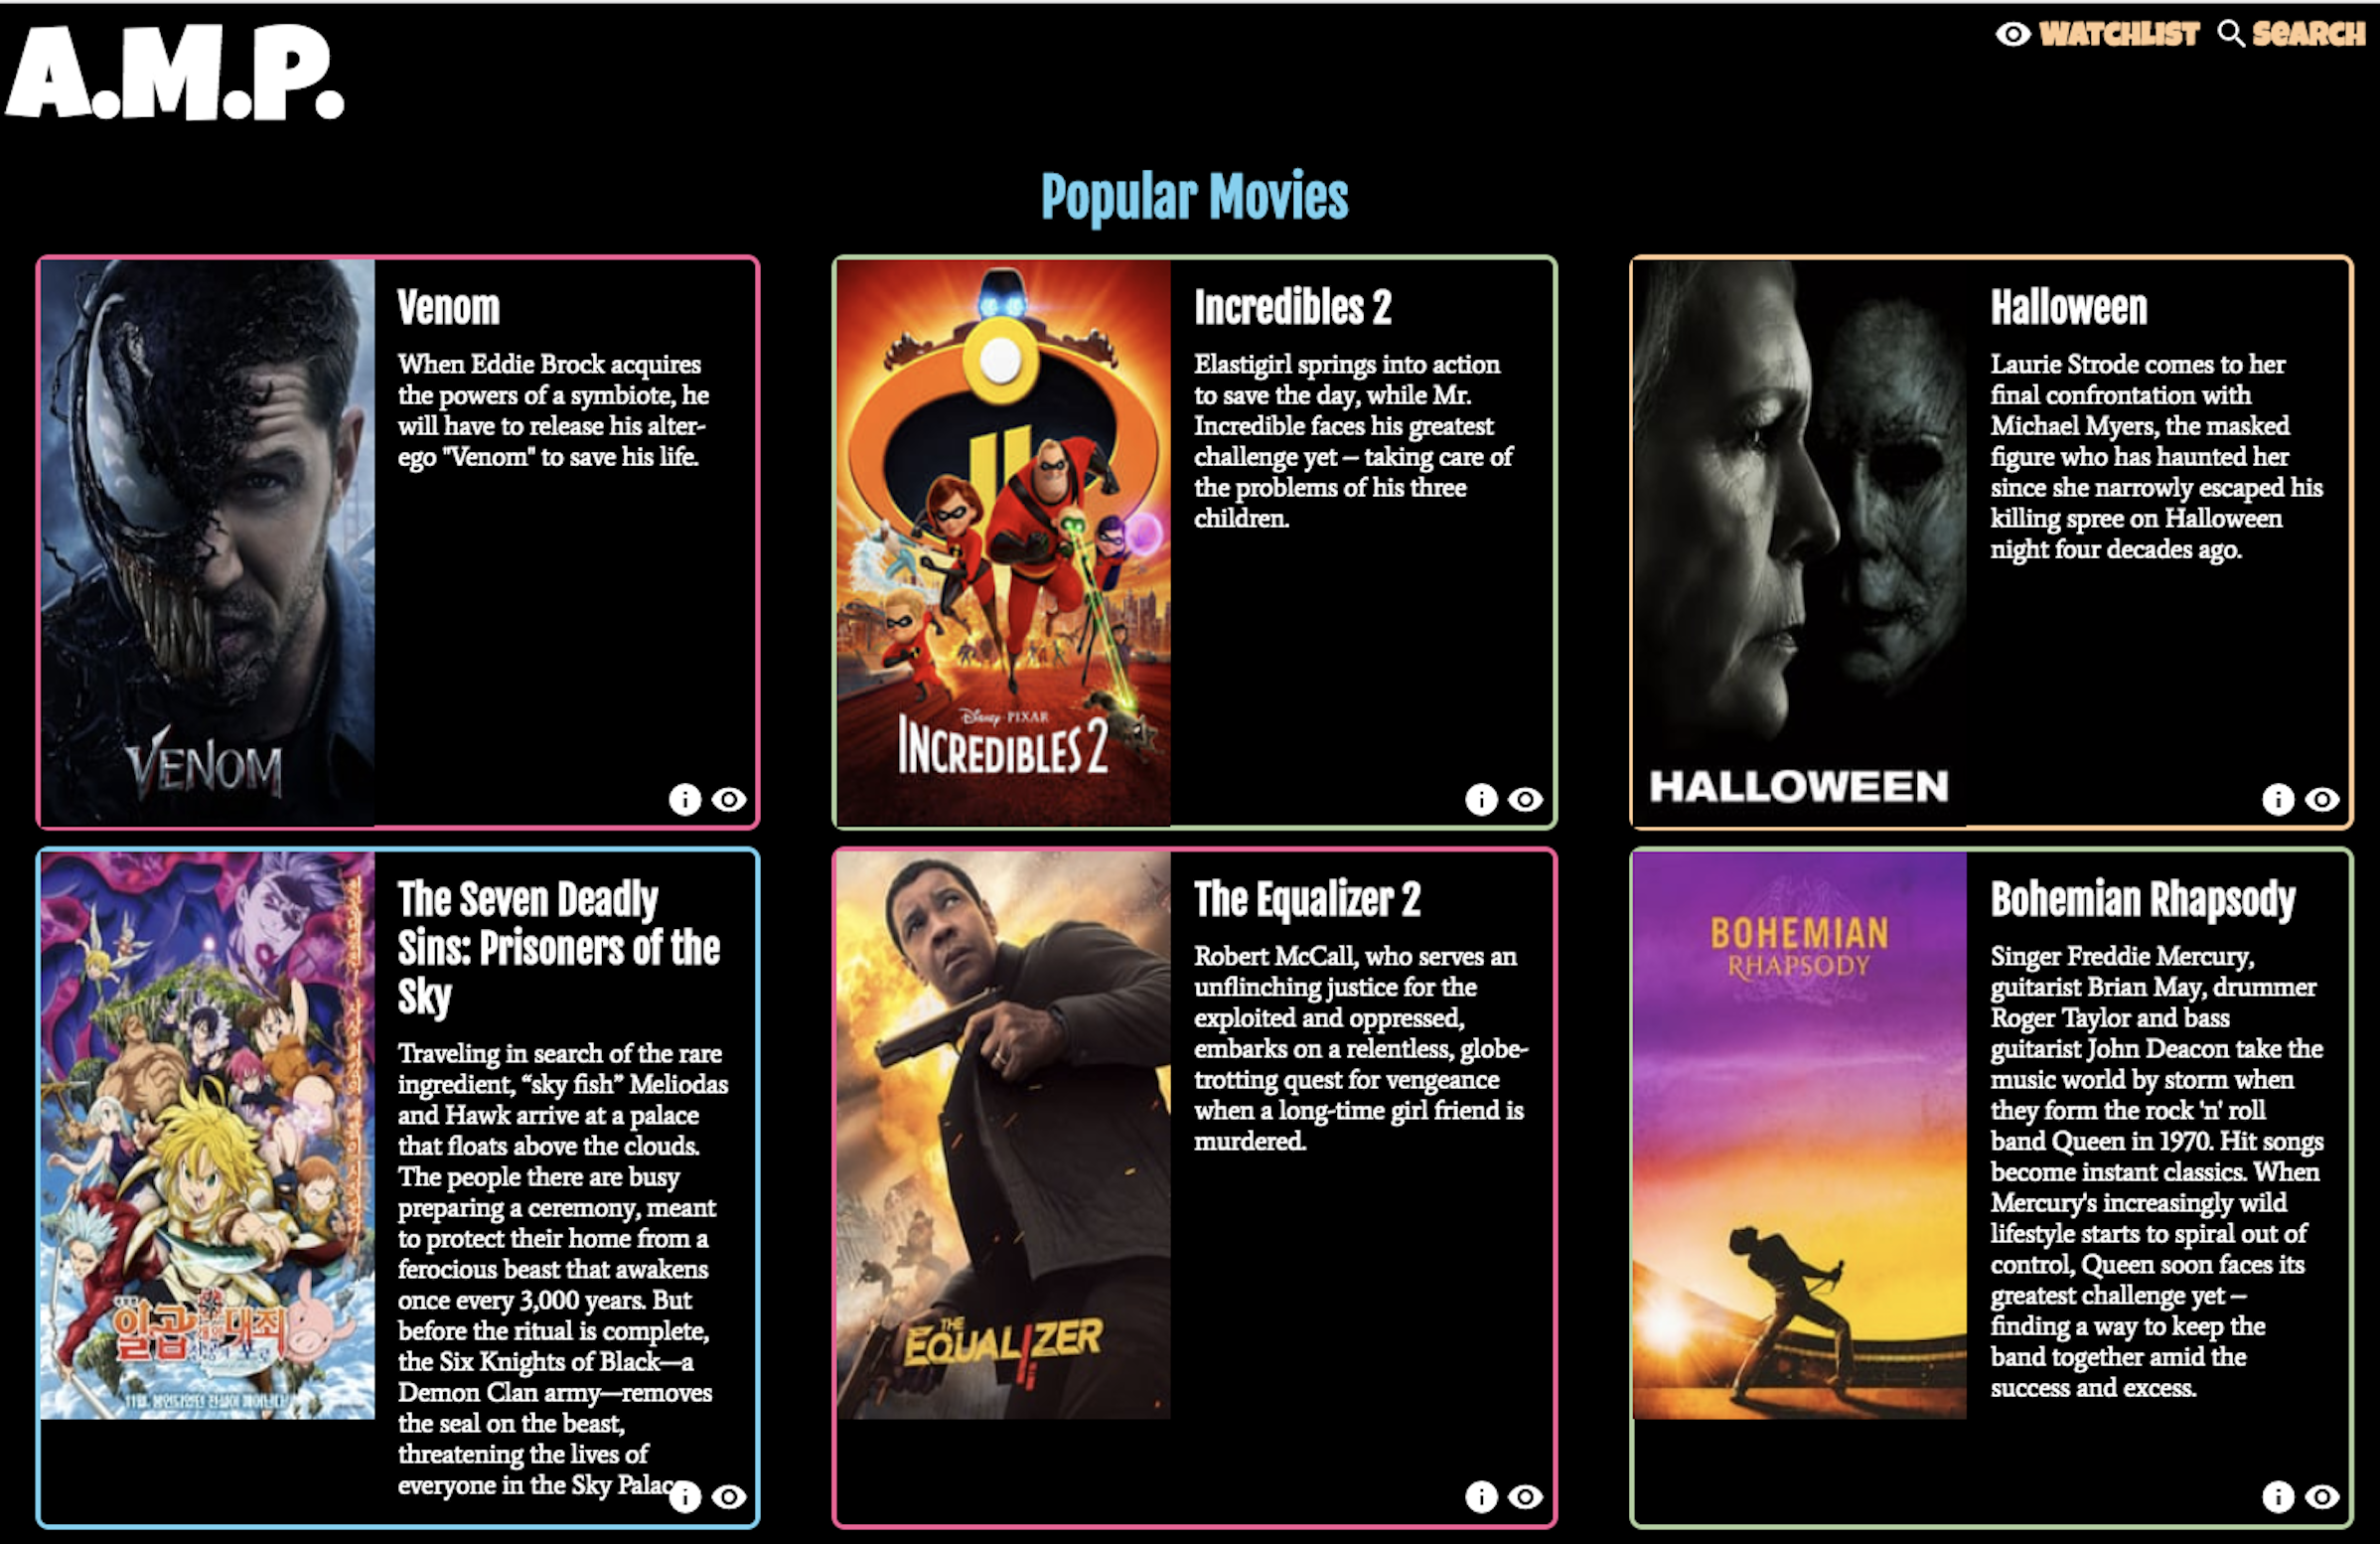 A.M.P.
WATCHLIST
SEARCH
Popular Movies
VENOM
Venom
When Eddie Brock acquires
the powers of a symbiote, he
will have to release his alter-
ego "Venom" to save his life.
Disney · PIXAR
INCREDIBLES 2
Incredibles 2
Elastigirl springs into action
to save the day, while Mr.
Incredible faces his greatest
challenge yet – taking care of
the problems of his three
children.
HALLOWEEN
Halloween
Laurie Strode comes to her
final confrontation with
Michael Myers, the masked
figure who has haunted her
since she narrowly escaped his
killing spree on Halloween
night four decades ago.
일곱 대죄
The Seven Deadly
Sins: Prisoners of the
Sky
Traveling in search of the rare
ingredient, “sky fish” Meliodas
and Hawk arrive at a palace
that floats above the clouds.
The people there are busy
preparing a ceremony, meant
to protect their home from a
ferocious beast that awakens
once every 3,000 years. But
before the ritual is complete,
the Six Knights of Black—a
Demon Clan army—removes
the seal on the beast,
threatening the lives of
everyone in the Sky Palac
THE
EQUALIZER
The Equalizer 2
Robert McCall, who serves an
unflinching justice for the
exploited and oppressed,
embarks on a relentless, globe-
trotting quest for vengeance
when a long-time girl friend is
murdered.
BOHEMIAN
RHAPSODY
Bohemian Rhapsody
Singer Freddie Mercury,
guitarist Brian May, drummer
Roger Taylor and bass
guitarist John Deacon take the
music world by storm when
they form the rock 'n' roll
band Queen in 1970. Hit songs
become instant classics. When
Mercury's increasingly wild
lifestyle starts to spiral out of
control, Queen soon faces its
greatest challenge yet –
finding a way to keep the
band together amid the
success and excess.